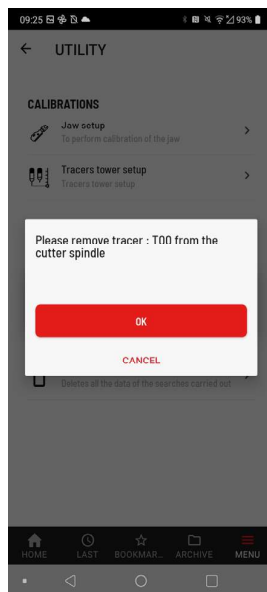 09:25 93%
UTILITY
CALIBRATIONS
Jaw setup
To perform calibration of the jaw
Tracers tower setup
Tracers tower setup
Please remove tracer : T00 from the
cutter spindle
OK
CANCEL
Deletes all the data of the searches carried out
HOME LAST BOOKMAR... ARCHIVE MENU